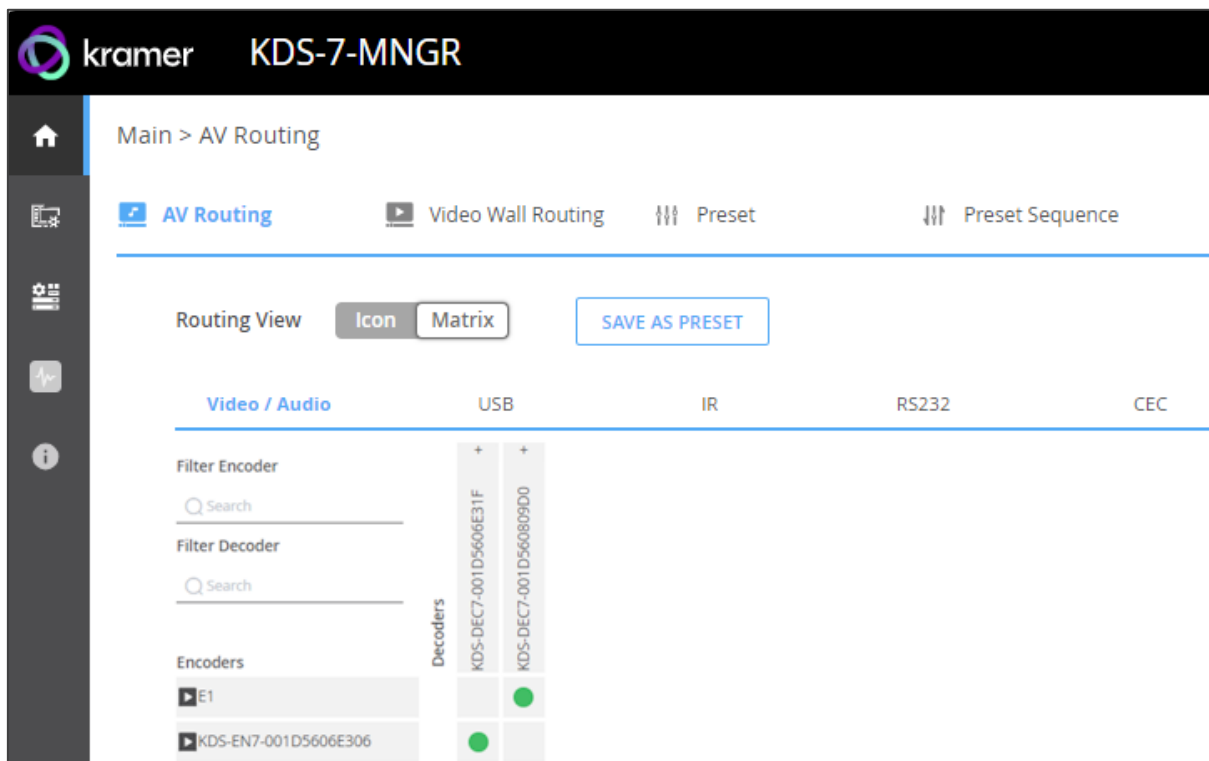 kramer KDS-7-MNGR
Main > AV Routing
AV Routing Video Wall Routing Preset Preset Sequence
Routing View Icon Matrix SAVE AS PRESET
Video / Audio USB IR RS232 CEC
Filter Encoder
Search
Filter Decoder
Search
Encoders
Decoders
+ +
KDS-DEC7-001D5606E31F
KDS-DEC7-001D560809D0
E1
KDS-EN7-001D5606E306